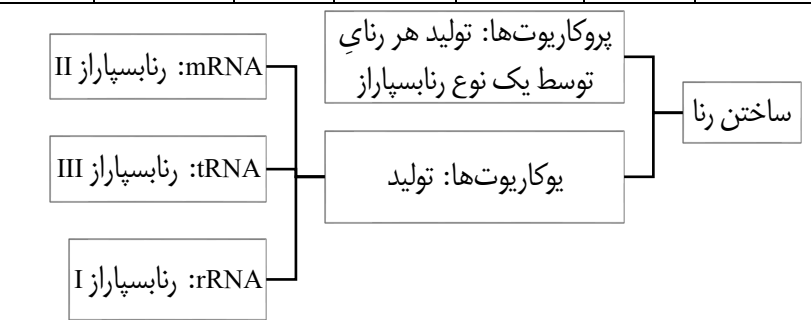 ساختن رنا
پروکاریوت‌ها: تولید هر رنایِ
توسط یک نوع رنابسپاراز
یوکاریوت‌ها: تولید
mRNA: رنابسپاراز II
tRNA: رنابسپاراز III
rRNA: رنابسپاراز I